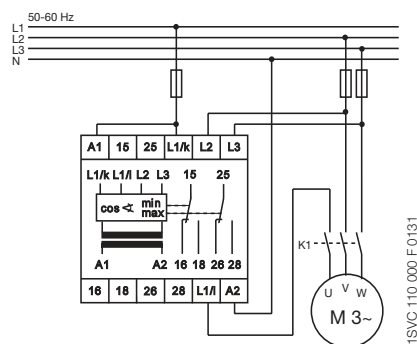 50-60 Hz
L1
L2
L3
N
A1 15 25 L1/k L2 L3
L1/k L1/l L2 L3 15 25
cos ∢ min
max
A1 A2 16 18 26 28
16 18 26 28 L1/l A2
K1
U V W
M 3~
1SVC 110 000 F 0131